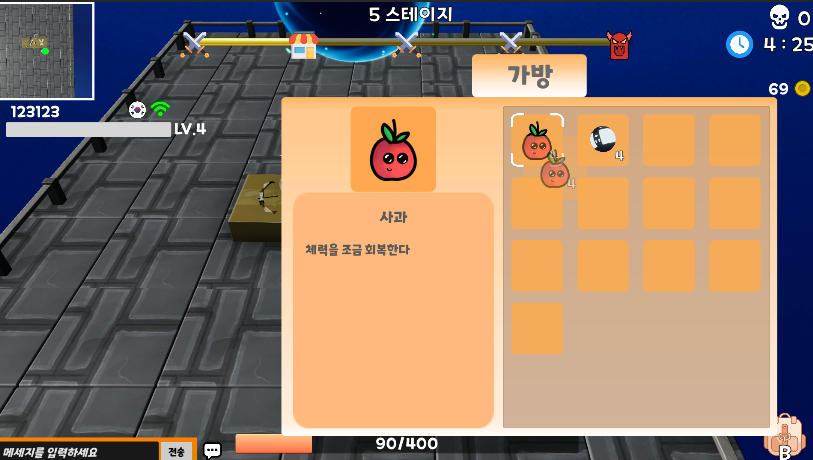 5 스테이지
0
4 : 25
가방
69
123123
LV.4
4
4
사과
체력을 조금 회복한다
메세지를 입력하세요
전송
90/400
B